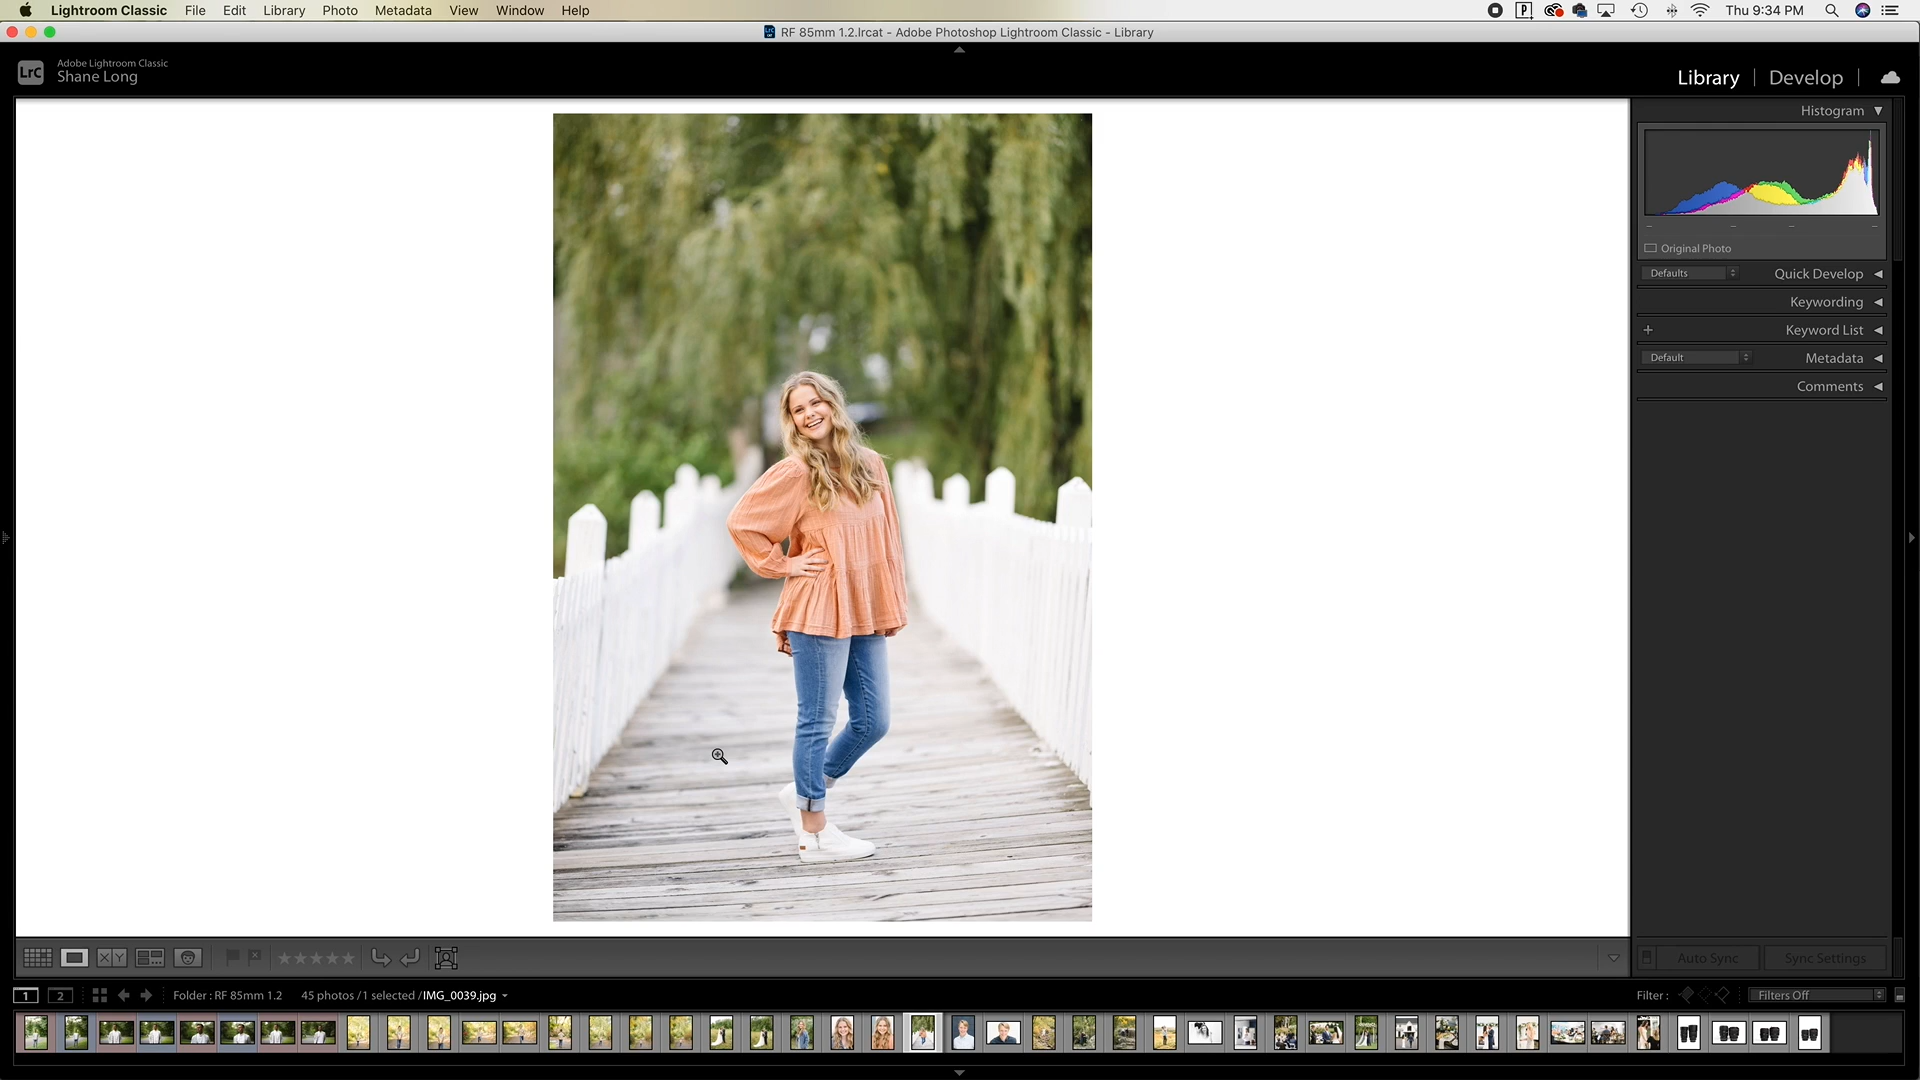 Lightroom Classic File Edit Library Photo Metadata View Window Help Thu 9:34 PM
RF 85mm 1.2.lrcat - Adobe Photoshop Lightroom Classic - Library
LrC Adobe Lightroom Classic
Shane Long
Library | Develop |
Histogram
Original Photo
Defaults Quick Develop
Keywording
+ Keyword List
Default Metadata
Comments
X Y
Auto Sync Sync Settings
1 2 Folder : RF 85mm 1.2 45 photos / 1 selected / IMG_0039.jpg Filter : Filters Off